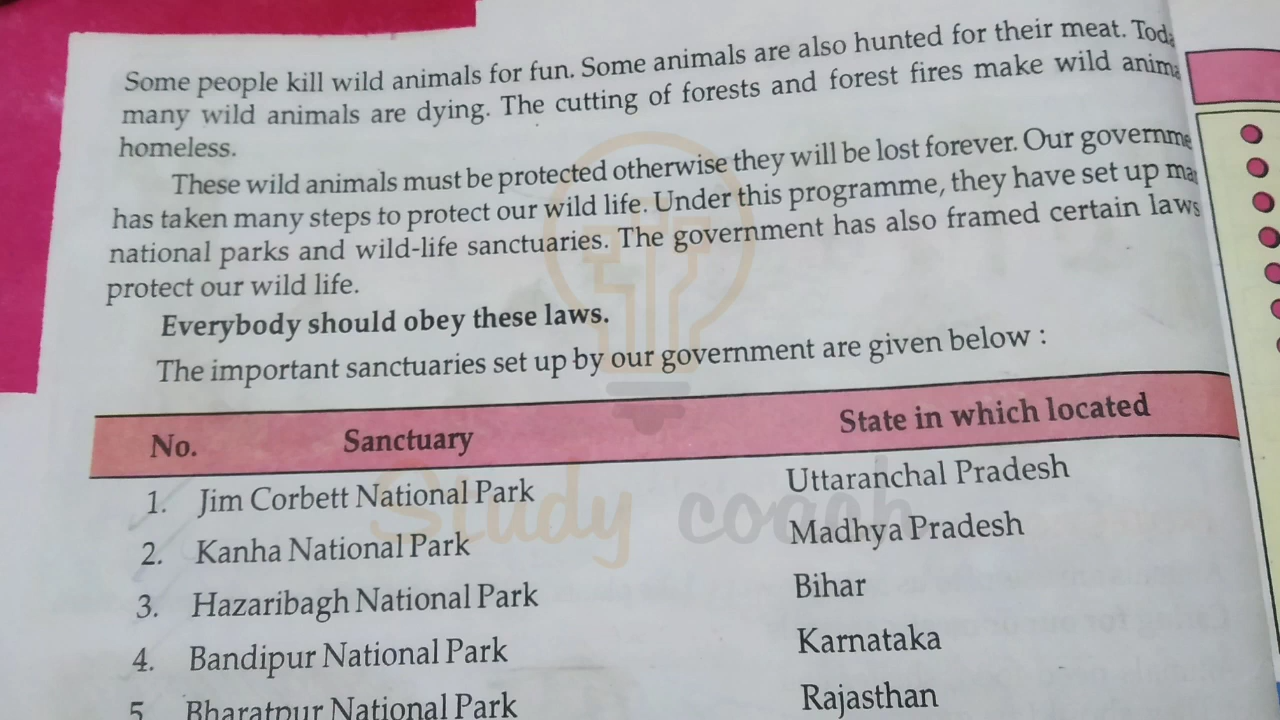 Some people kill wild animals for fun. Some animals are also hunted for their meat.
many wild animals are dying. The cutting of forests and forest fires make wild
homeless.
These wild animals must be protected otherwise they will be lost forever. Our
has taken many steps to protect our wild life. Under this programme, they have set up
national parks and wild-life sanctuaries. The government has also framed certain laws
protect our wild life.
Everybody should obey these laws.
The important sanctuaries set up by our government are given below :
No. Sanctuary State in which located
1. Jim Corbett National Park Uttaranchal Pradesh
2. Kanha National Park Madhya Pradesh
3. Hazaribagh National Park Bihar
4. Bandipur National Park Karnataka
5 Bharatpur National Park Rajasthan
Study coach